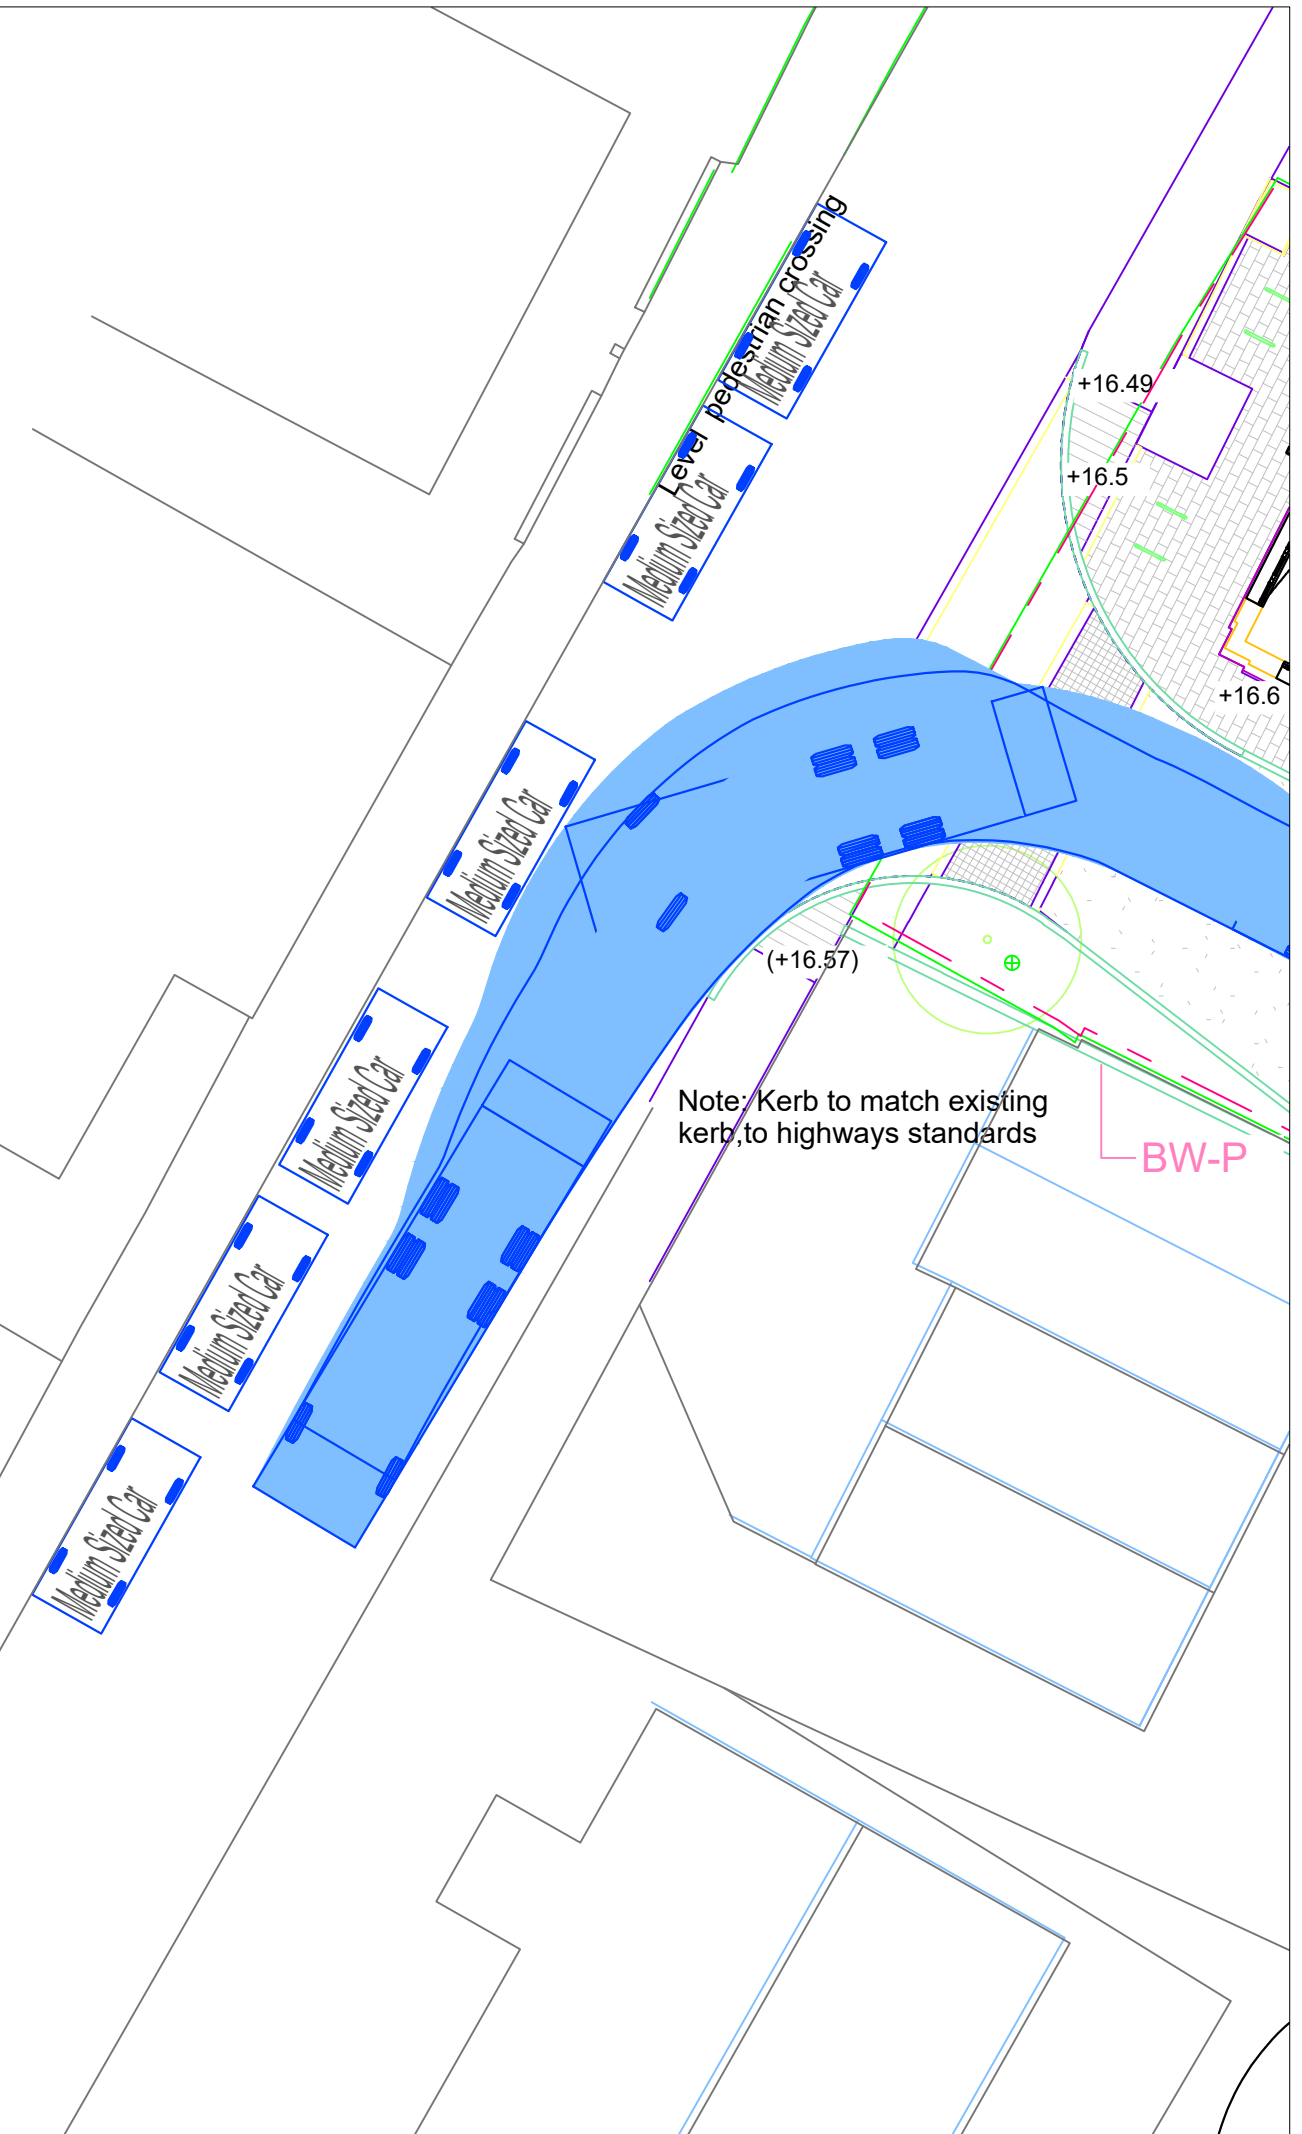 Level pedestrian crossing
Medium Sized Car
Medium Sized Car
+16.49
+16.5
+16.6
Medium Sized Car
(+16.57)
Medium Sized Car
Note: Kerb to match existing
kerb,to highways standards
BW-P
Medium Sized Car
Medium Sized Car